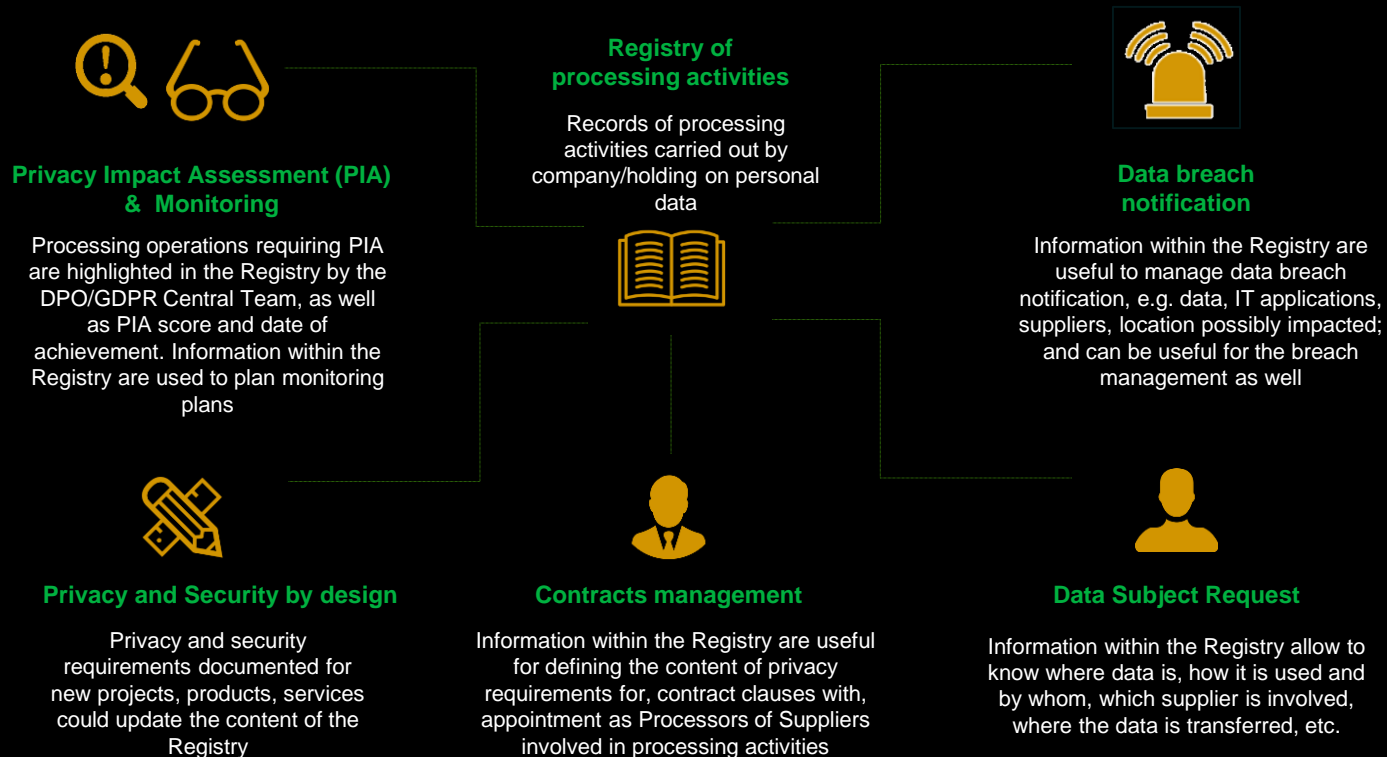 Privacy Impact Assessment (PIA)
& Monitoring
Processing operations requiring PIA
are highlighted in the Registry by the
DPO/GDPR Central Team, as well
as PIA score and date of
achievement. Information within the
Registry are used to plan monitoring
plans
Registry of
processing activities
Records of processing
activities carried out by
company/holding on personal
data
Data breach
notification
Information within the Registry are
useful to manage data breach
notification, e.g. data, IT applications,
suppliers, location possibly impacted;
and can be useful for the breach
management as well
Privacy and Security by design
Privacy and security
requirements documented for
new projects, products, services
could update the content of the
Registry
Contracts management
Information within the Registry are useful
for defining the content of privacy
requirements for, contract clauses with,
appointment as Processors of Suppliers
involved in processing activities
Data Subject Request
Information within the Registry allow to
know where data is, how it is used and
by whom, which supplier is involved,
where the data is transferred, etc.